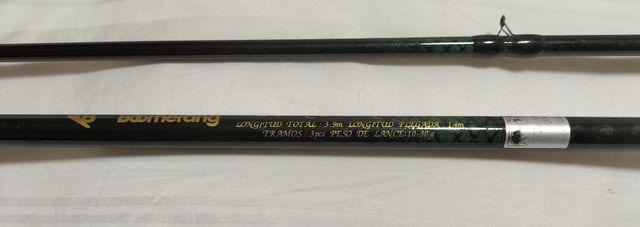 Boomerang
LONGITUD TOTAL : 3.9m LONGITUD PLEGADA : 1.4m
TRAMOS : 3pcs PESO DE LANCE:10-30g